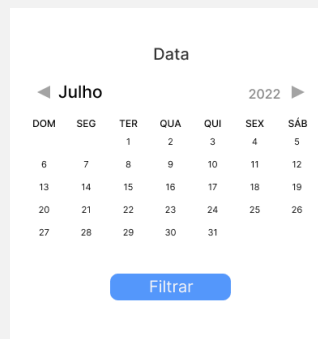 Data
◀ Julho 2022 ▶
DOM SEG TER QUA QUI SEX SÁB
1 2 3 4 5
6 7 8 9 10 11 12
13 14 15 16 17 18 19
20 21 22 23 24 25 26
27 28 29 30 31
Filtrar